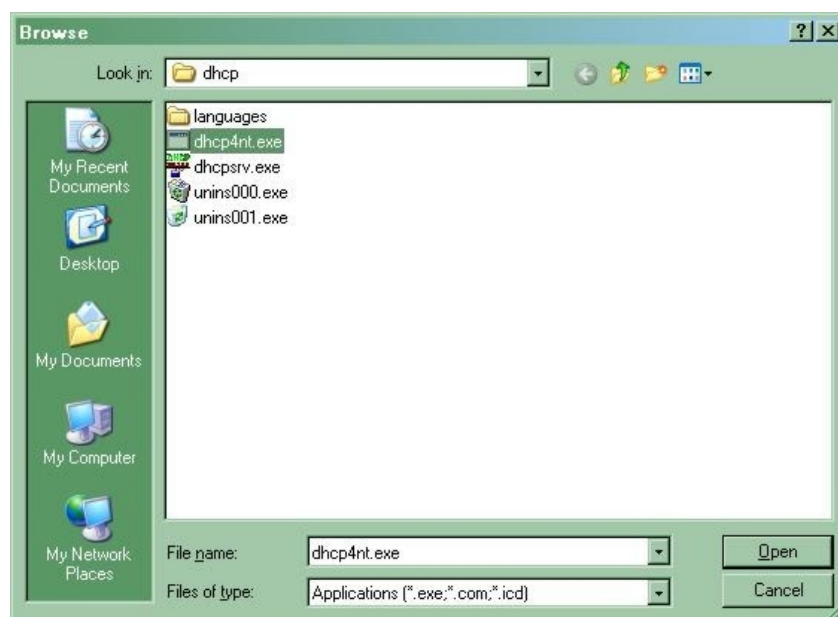 Browse
Look in:
dhcp
My Recent
Documents
Desktop
My Documents
My Computer
My Network
Places
languages
dhcp4nt.exe
dhcpsrv.exe
unins000.exe
unins001.exe
File name:
dhcp4nt.exe
Open
Files of type:
Applications (*.exe;*.com;*.icd)
Cancel